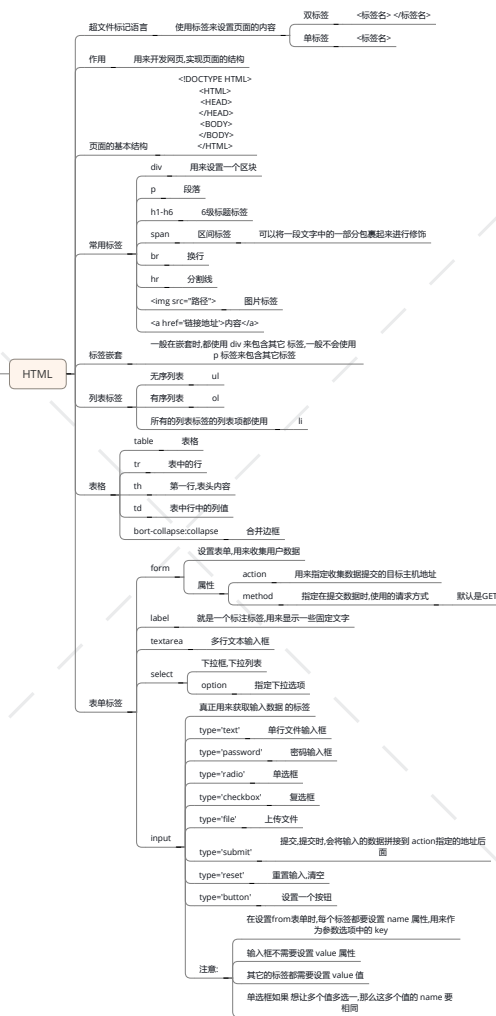 HTML
超文件标记语言
使用标签来设置页面的内容
双标签
<标签名> </标签名>
单标签
<标签名>
作用
用来开发网页,实现页面的结构
页面的基本结构
<!DOCTYPE HTML>
<HTML>
<HEAD>
</HEAD>
<BODY>
</BODY>
</HTML>
常用标签
div
用来设置一个区块
p
段落
h1-h6
6级标题标签
span
区间标签
可以将一段文字中的一部分包裹起来进行修饰
br
换行
hr
分割线
<img src="路径">
图片标签
<a href='链接地址'>内容</a>
标签嵌套
一般在嵌套时,都使用 div 来包含其它 标签,一般不会使用
p 标签来包含其它标签
列表标签
无序列表
ul
有序列表
ol
所有的列表标签的列表项都使用
li
表格
table
表格
tr
表中的行
th
第一行,表头内容
td
表中行中的列值
bort-collapse:collapse
合并边框
表单标签
form
设置表单,用来收集用户数据
属性
action
用来指定收集数据提交的目标主机地址
method
指定在提交数据时,使用的请求方式
默认是GET
label
就是一个标注标签,用来显示一些固定文字
textarea
多行文本输入框
select
下拉框,下拉列表
option
指定下拉选项
input
真正用来获取输入数据 的标签
type='text'
单行文件输入框
type='password'
密码输入框
type='radio'
单选框
type='checkbox'
复选框
type='file'
上传文件
type='submit'
提交,提交时,会将输入的数据拼接到 action指定的地址后
面
type='reset'
重置输入,清空
type='button'
设置一个按钮
注意:
在设置from表单时,每个标签都要设置 name 属性,用来作
为参数选项中的 key
输入框不需要设置 value 属性
其它的标签都需要设置 value 值
单选框如果 想让多个值多选一,那么这多个值的 name 要
相同